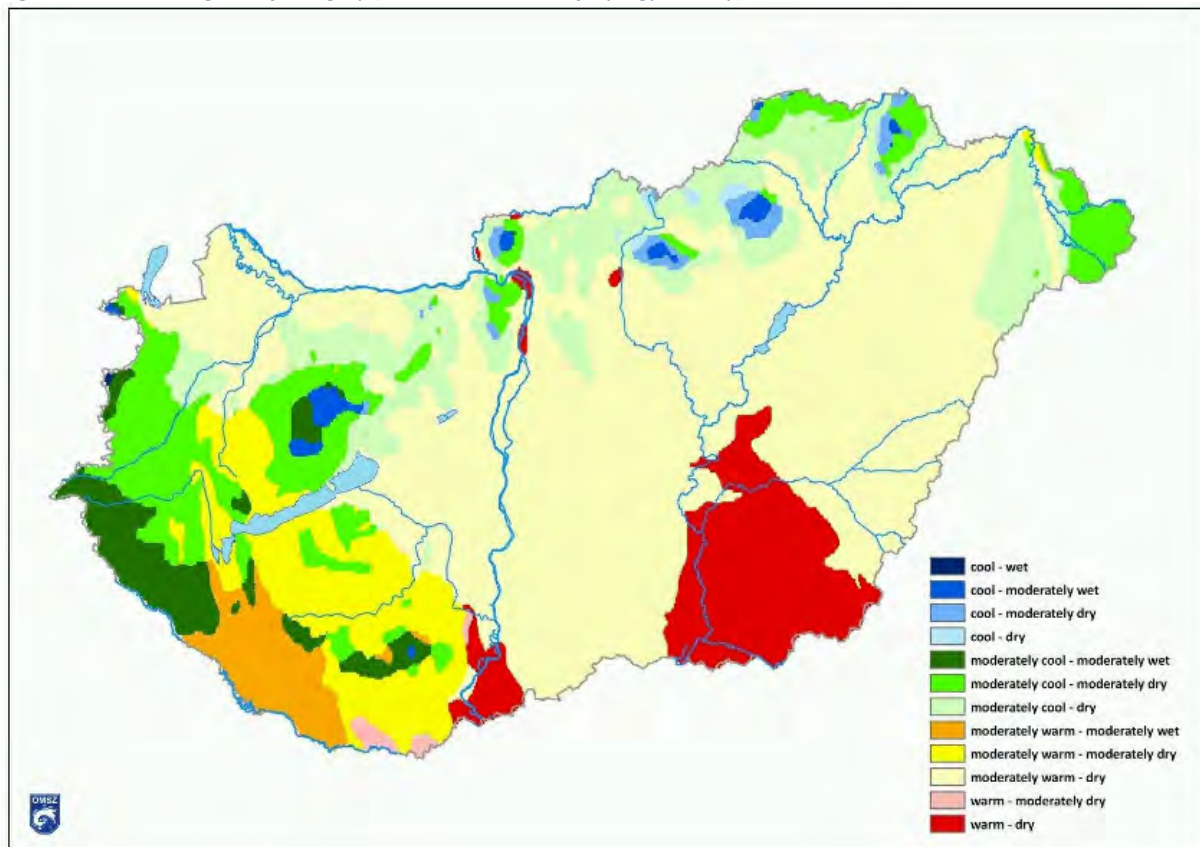 cool - wet
cool - moderately wet
cool - moderately dry
cool - dry
moderately cool - moderately wet
moderately cool - moderately dry
moderately cool - dry
moderately warm - moderately wet
moderately warm - moderately dry
moderately warm - dry
warm - moderately dry
warm - dry
OMSZ